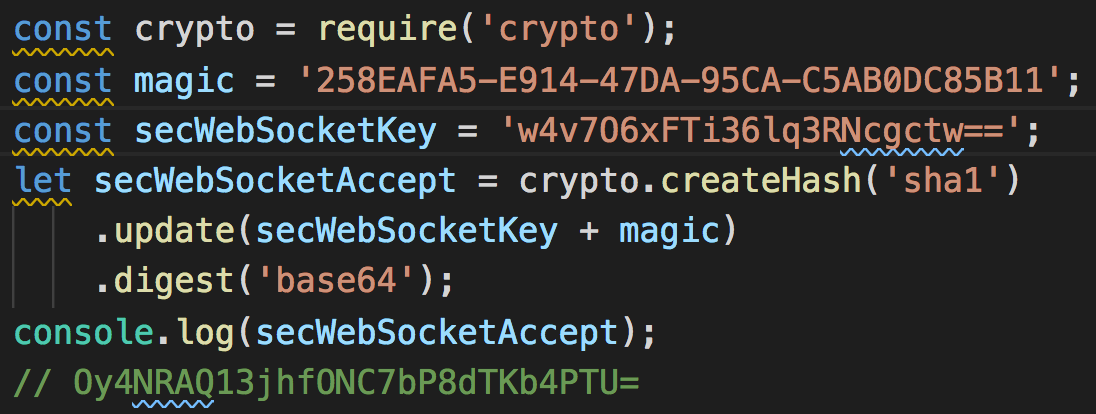 const crypto = require('crypto');
const magic = '258EAFA5-E914-47DA-95CA-C5AB0DC85B11';
const secWebSocketKey = 'w4v7O6xFTi36lq3RNcgctw==';
let secWebSocketAccept = crypto.createHash('sha1')
.update(secWebSocketKey + magic)
.digest('base64');
console.log(secWebSocketAccept);
// Oy4NRAQ13jhfONC7bP8dTKb4PTU=